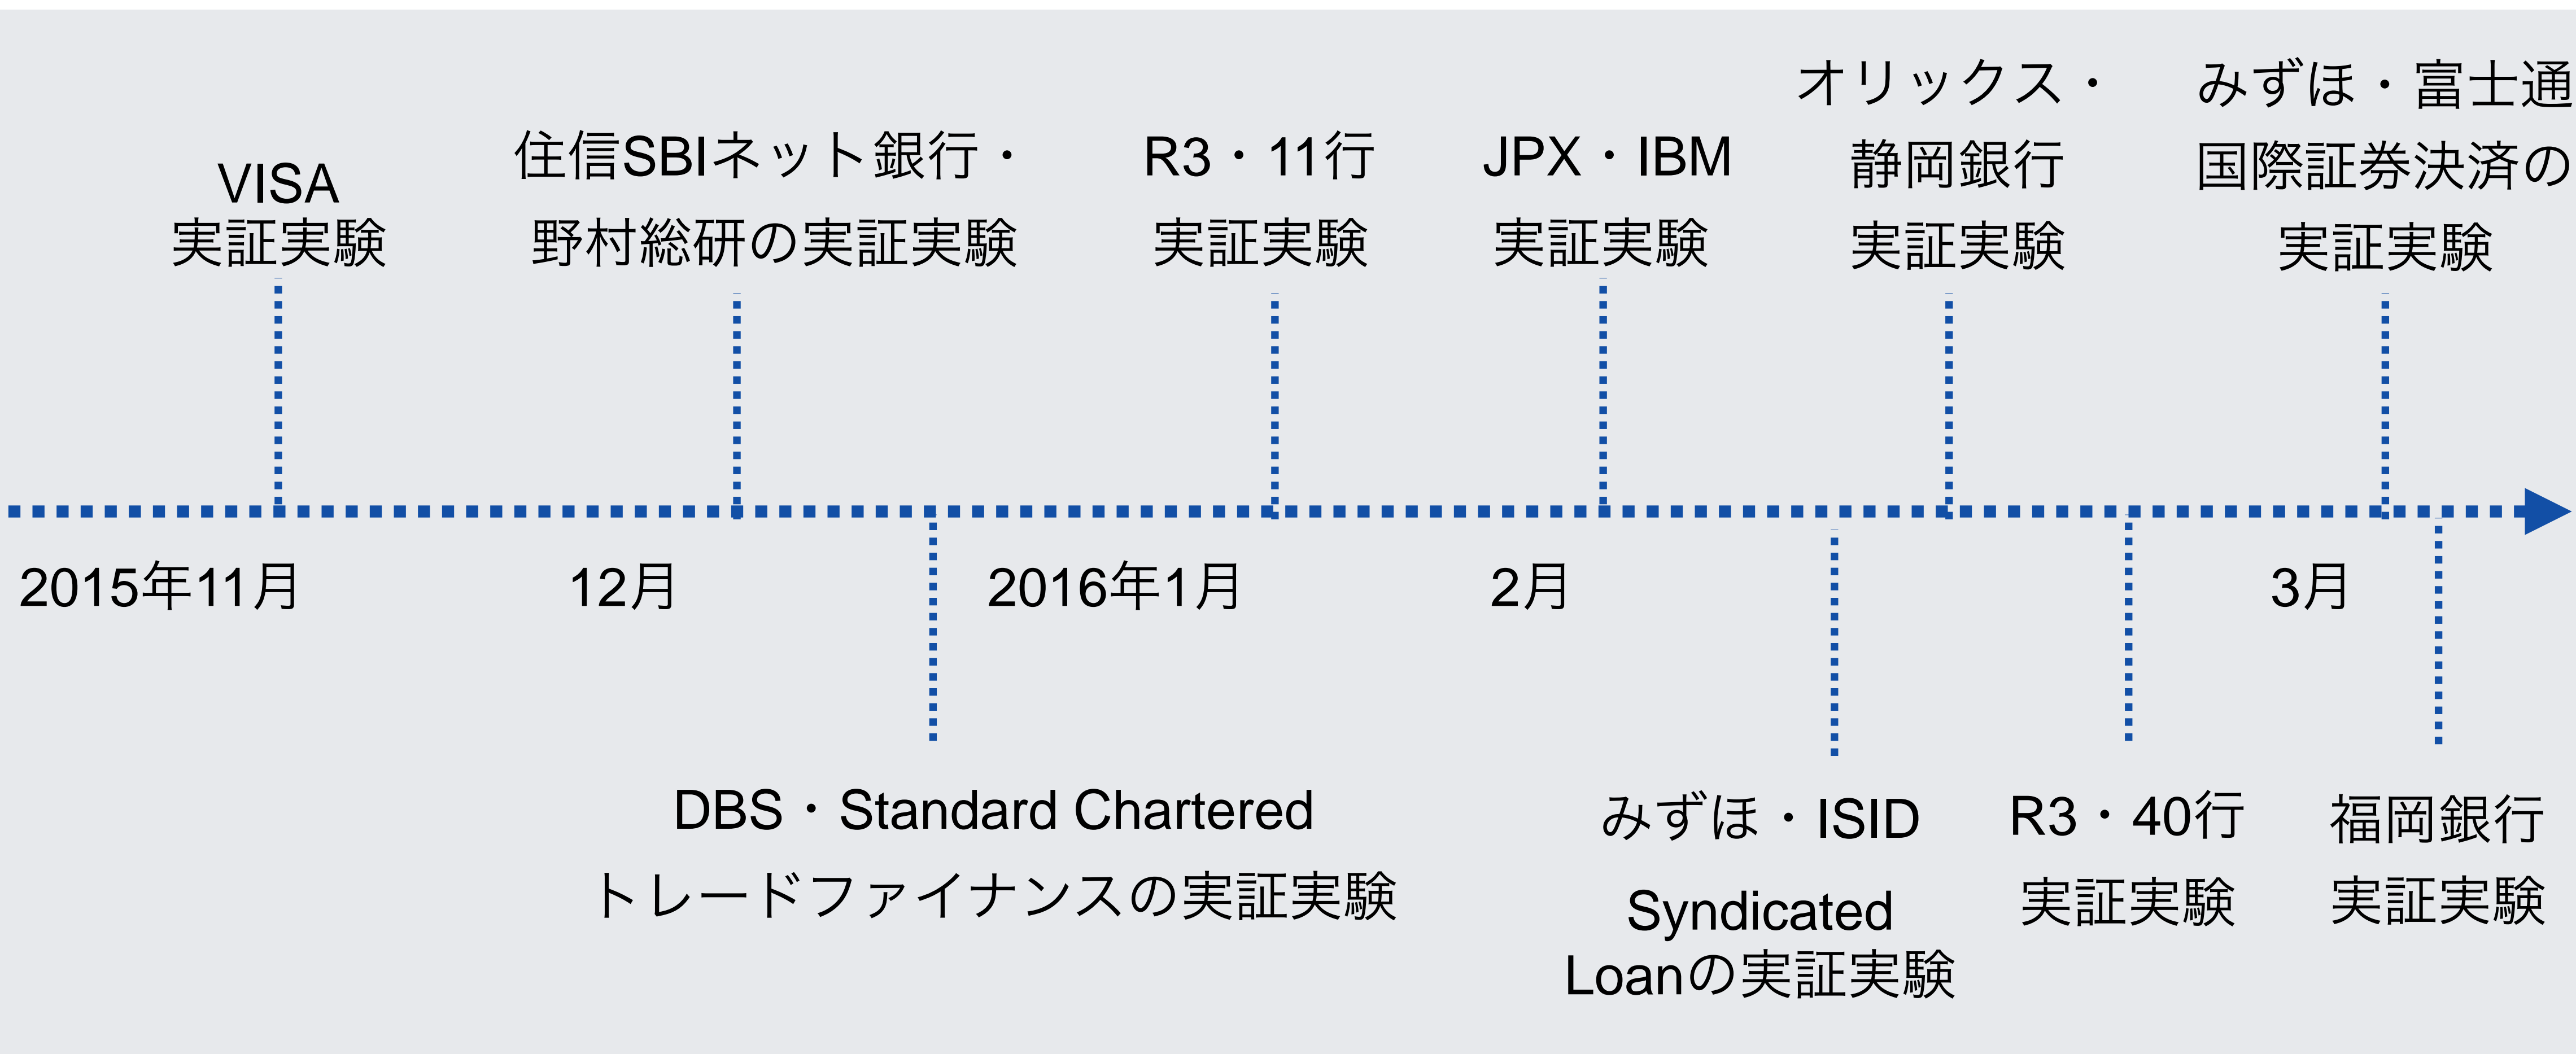 VISA
実証実験
住信SBIネット銀行・
野村総研の実証実験
R3・11行
実証実験
JPX・IBM
実証実験
オリックス・
静岡銀行
実証実験
みずほ・富士通
国際証券決済の
実証実験
2015年11月
12月
2016年1月
2月
3月
DBS・Standard Chartered
トレードファイナンスの実証実験
みずほ・ISID
Syndicated
Loanの実証実験
R3・40行
実証実験
福岡銀行
実証実験